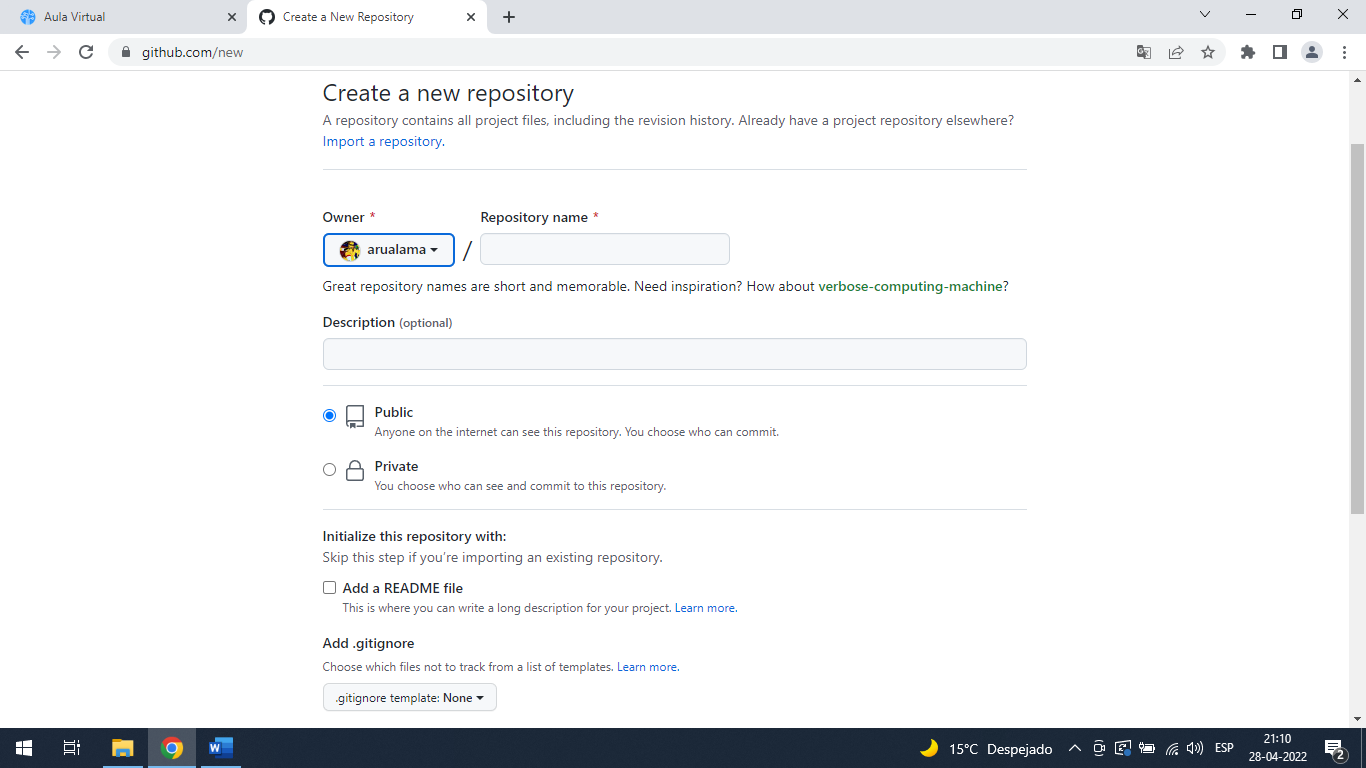 Aula Virtual
Create a New Repository
github.com/new
Create a new repository
A repository contains all project files, including the revision history. Already have a project repository elsewhere?
Import a repository.
Owner * Repository name *
arualama /
Great repository names are short and memorable. Need inspiration? How about verbose-computing-machine?
Description (optional)
Public
Anyone on the internet can see this repository. You choose who can commit.
Private
You choose who can see and commit to this repository.
Initialize this repository with:
Skip this step if you're importing an existing repository.
Add a README file
This is where you can write a long description for your project. Learn more.
Add .gitignore
Choose which files not to track from a list of templates. Learn more.
.gitignore template: None
15°C Despejado
ESP
21:10
28-04-2022
2